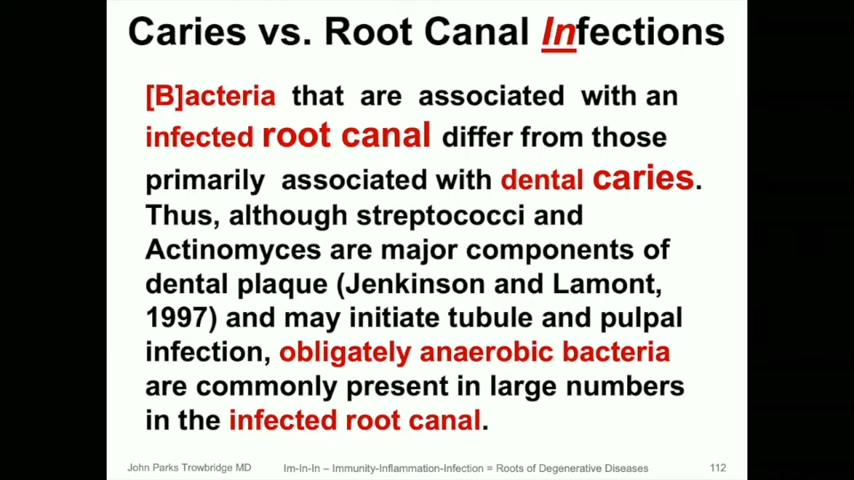 Caries vs. Root Canal Infections
[B]acteria that are associated with an
infected root canal differ from those
primarily associated with dental caries.
Thus, although streptococci and
Actinomyces are major components of
dental plaque (Jenkinson and Lamont,
1997) and may initiate tubule and pulpal
infection, obligately anaerobic bacteria
are commonly present in large numbers
in the infected root canal.
John Parks Trowbridge MD Im-In-In – Immunity-Inflammation-Infection = Roots of Degenerative Diseases 112